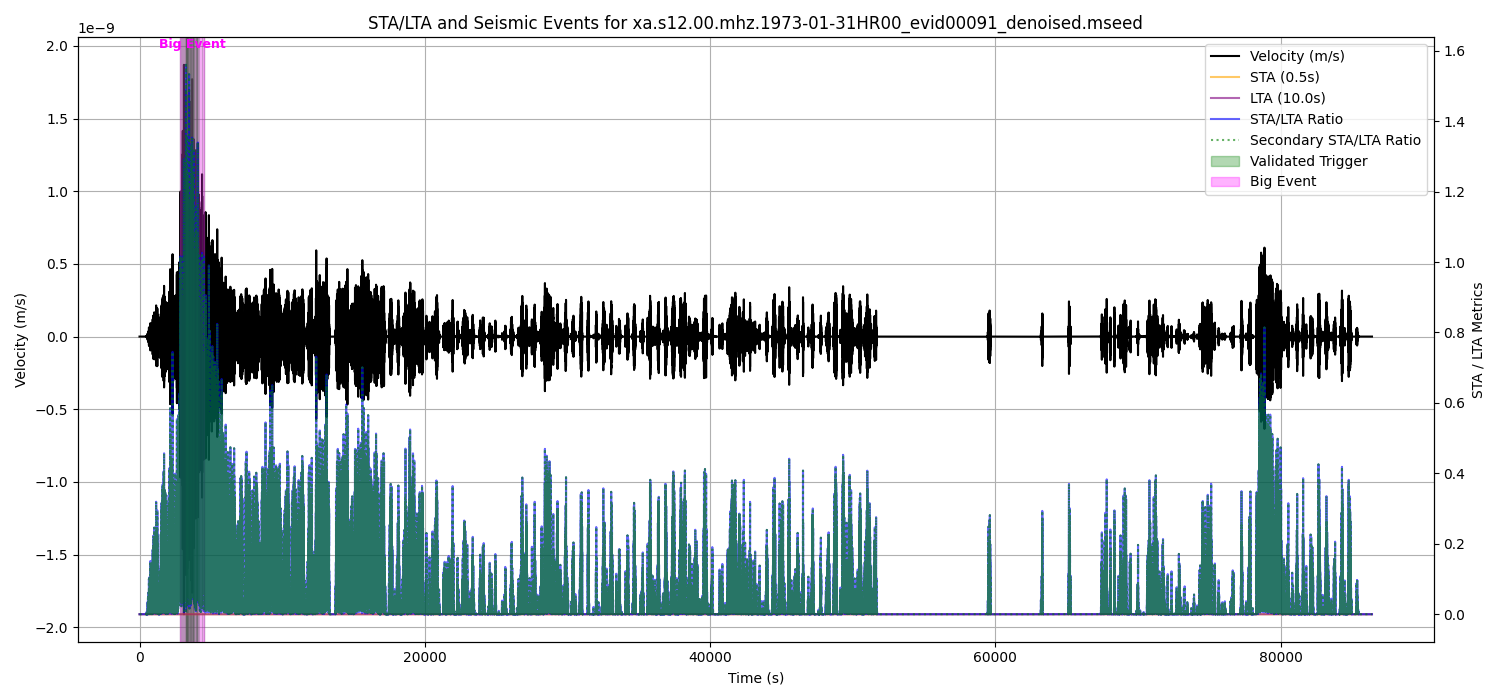 STA/LTA and Seismic Events for xa.s12.00.mhz.1973-01-31HR00_evid00091_denoised.mseed
1e−9
Big Event
2.0
1.5
1.0
0.5
0.0
−0.5
−1.0
−1.5
−2.0
Velocity (m/s)
Velocity (m/s)
STA (0.5s)
LTA (10.0s)
STA/LTA Ratio
Secondary STA/LTA Ratio
Validated Trigger
Big Event
1.6
1.4
1.2
1.0
0.8
0.6
0.4
0.2
0.0
STA / LTA Metrics
0
20000
40000
60000
80000
Time (s)